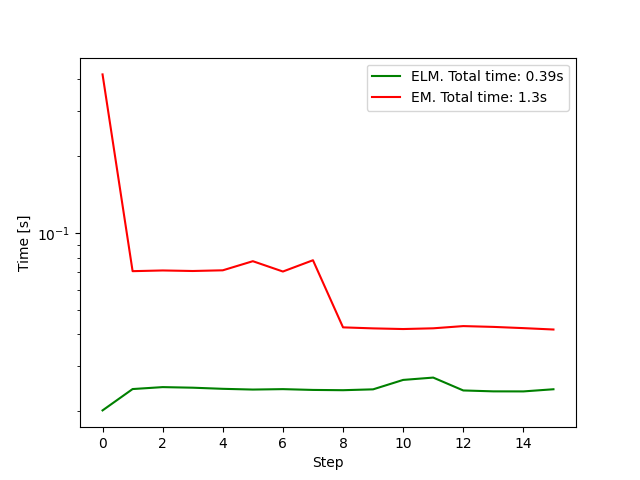 ELM. Total time: 0.39s
EM. Total time: 1.3s
10⁻¹
Time [s]
0 2 4 6 8 10 12 14
Step